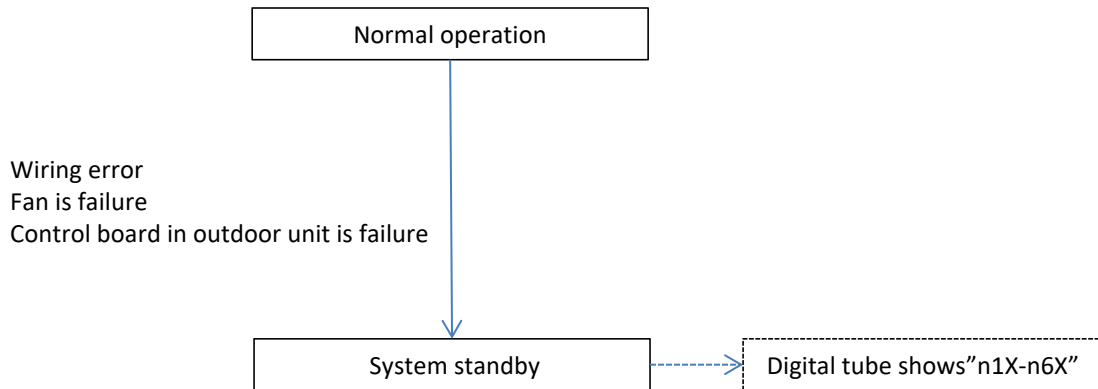 Normal operation
Wiring error
Fan is failure
Control board in outdoor unit is failure
System standby
Digital tube shows”n1X-n6X”